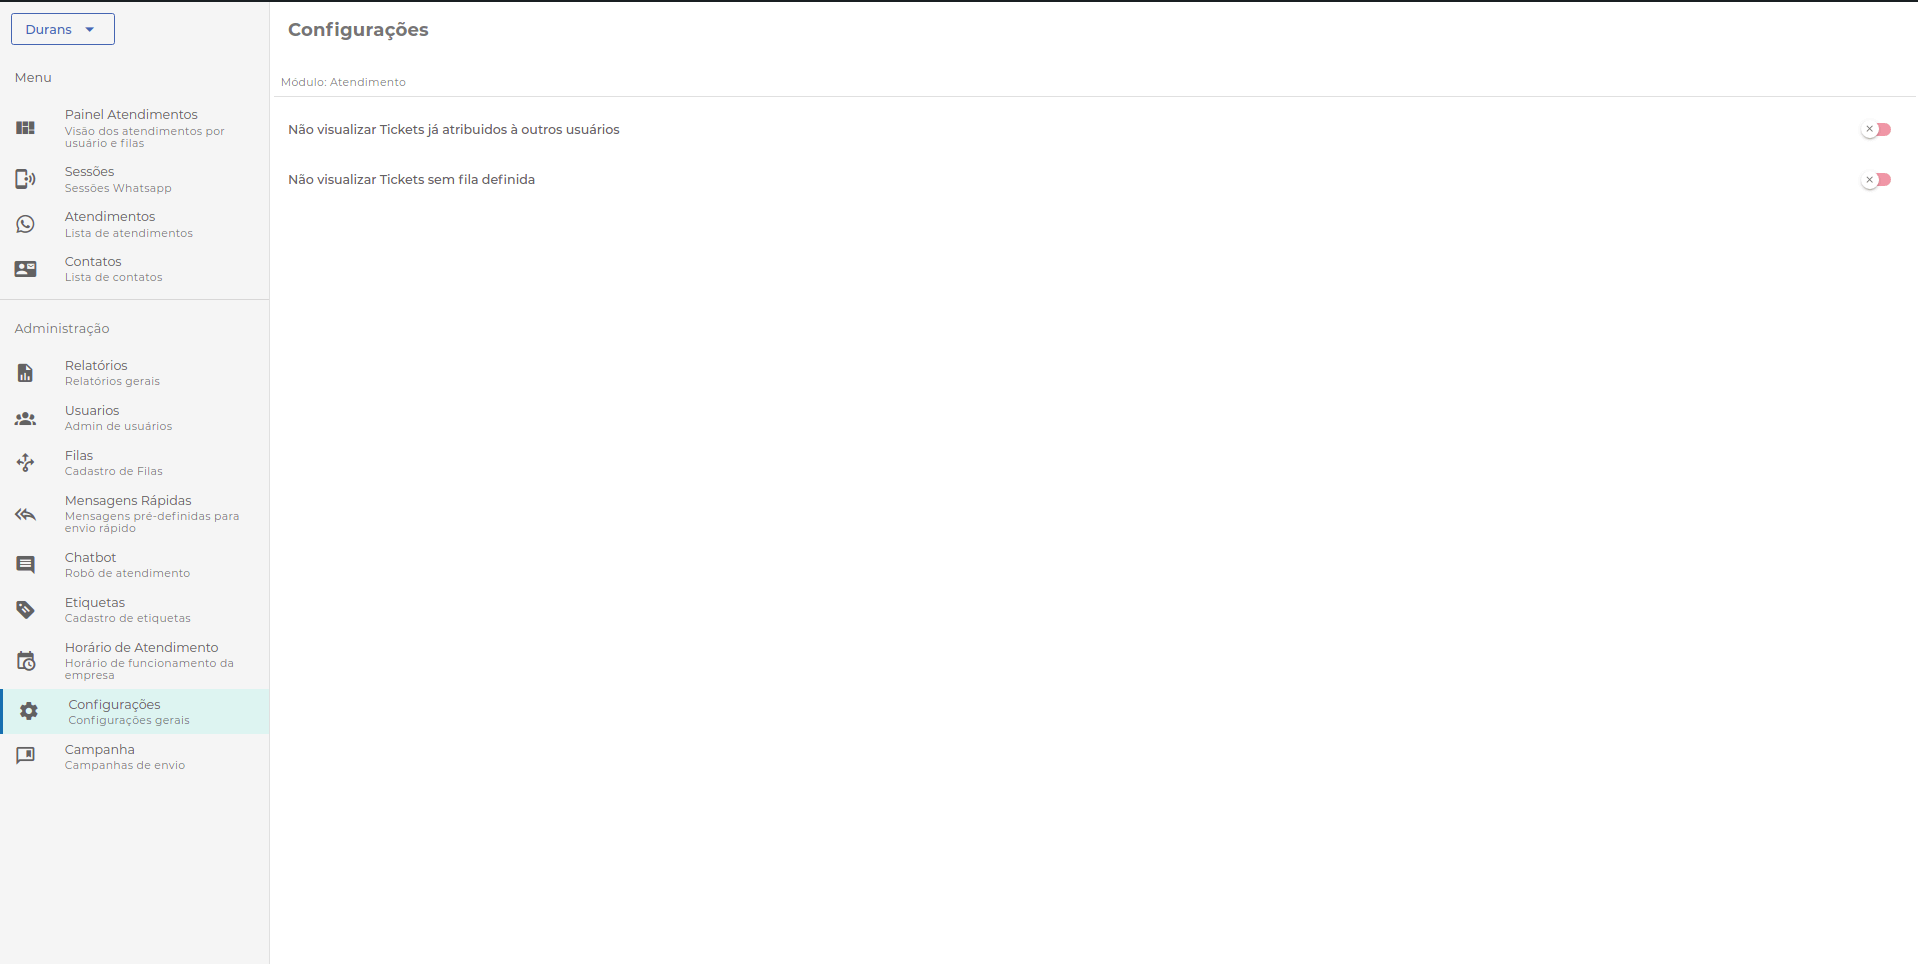 Durans
Menu
Painel Atendimentos
Visão dos atendimentos por
usuário e filas
Sessões
Sessões Whatsapp
Atendimentos
Lista de atendimentos
Contatos
Lista de contatos
Administração
Relatórios
Relatórios gerais
Usuarios
Admin de usuários
Filas
Cadastro de Filas
Mensagens Rápidas
Mensagens pré-definidas para
envio rápido
Chatbot
Robô de atendimento
Etiquetas
Cadastro de etiquetas
Horário de Atendimento
Horário de funcionamento da
empresa
Configurações
Configurações gerais
Campanha
Campanhas de envio
Configurações
Módulo: Atendimento
Não visualizar Tickets já atribuidos à outros usuários
Não visualizar Tickets sem fila definida